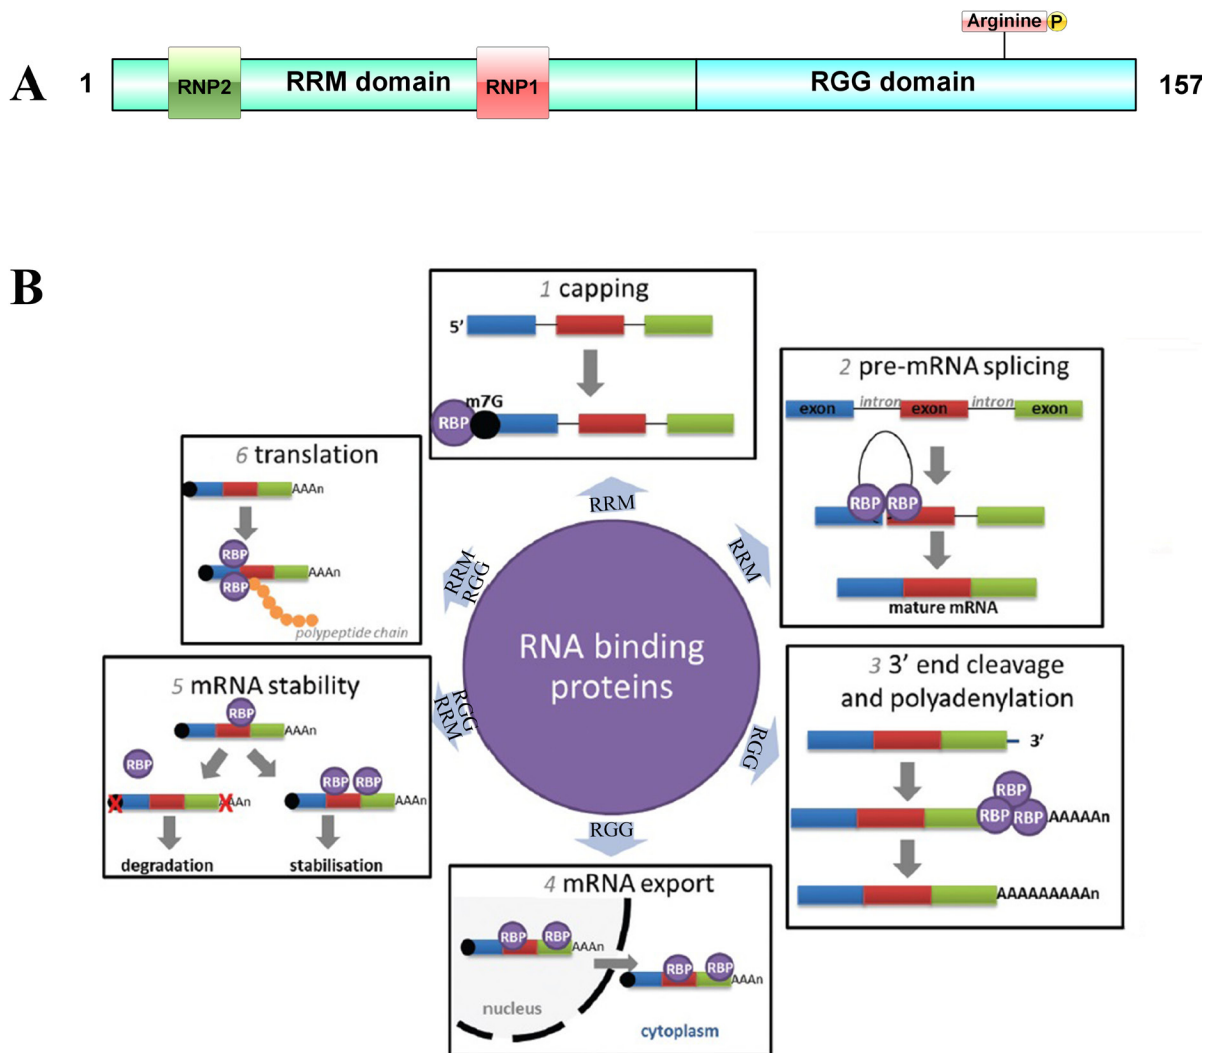 A
1
RNP2
RRM domain
RNP1
RGG domain
Arginine P
157
B
1 capping
5'
m7G
RBP
RRM
2 pre-mRNA splicing
exon
intron
exon
intron
exon
RBP
RBP
mature mRNA
RRM
3 3' end cleavage
and polyadenylation
3'
RBP
RBP
RBP
AAAAAn
AAAAAAAAAn
RGG
4 mRNA export
RBP
RBP
AAAn
RBP
RBP
AAAn
nucleus
cytoplasm
RGG
5 mRNA stability
RBP
AAAn
RBP
RBP
RBP
X
XAAn
AAAn
degradation
stabilisation
RGG
RRM
6 translation
AAAn
RBP
AAAn
RBP
polypeptide chain
RRM
RGG
RNA binding
proteins